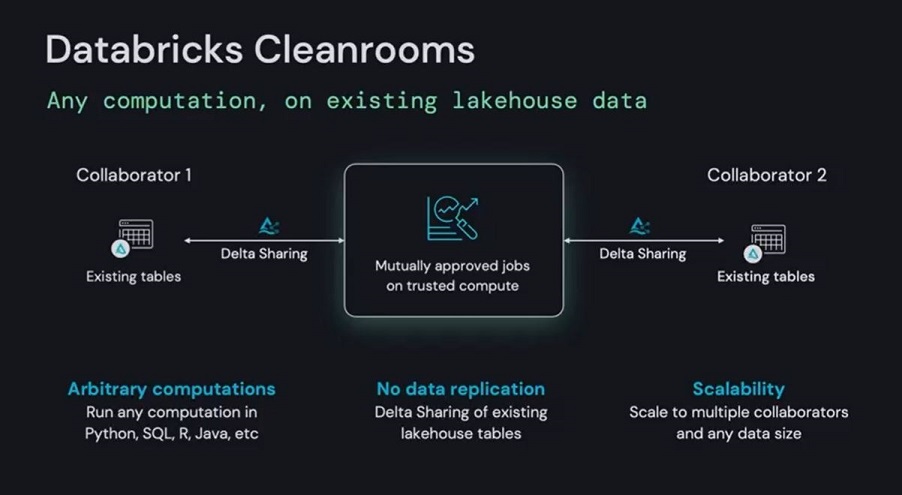 Databricks Cleanrooms
Any computation, on existing lakehouse data
Collaborator 1
Collaborator 2
Delta Sharing
Delta Sharing
Existing tables
Mutually approved jobs
on trusted compute
Existing tables
Arbitrary computations
Run any computation in
Python, SQL, R, Java, etc
No data replication
Delta Sharing of existing
lakehouse tables
Scalability
Scale to multiple collaborators
and any data size